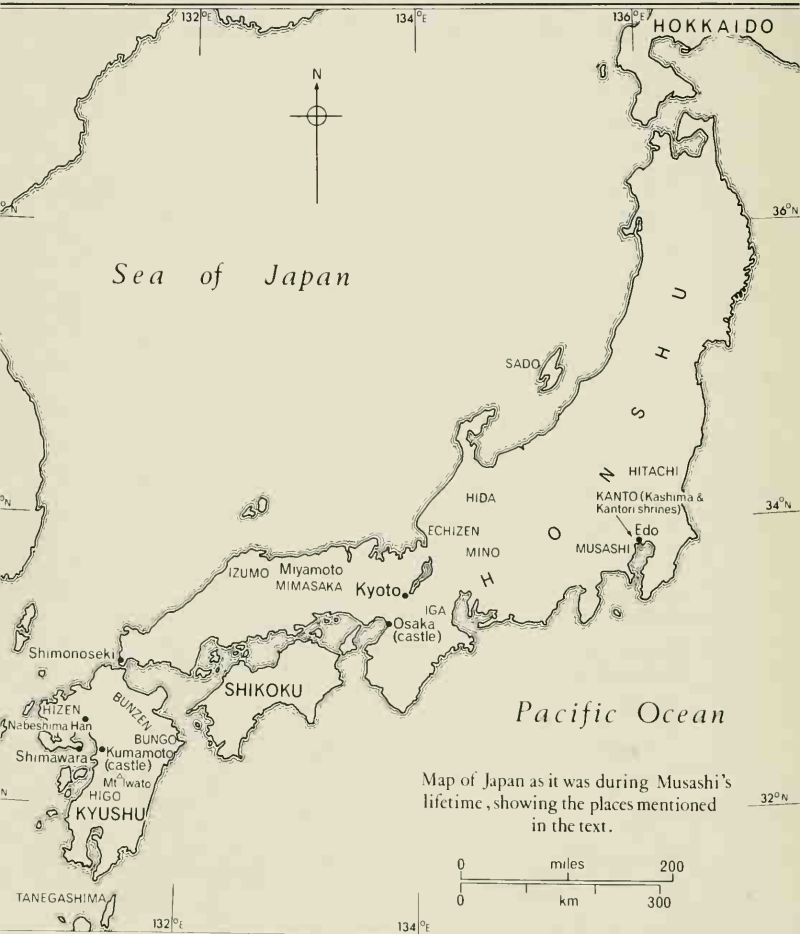 132°E
134°E
136°E
HOKKAIDO
N
°N
36°N
Sea of Japan
HONSHU
SADO
HITACHI
HIDA
KANTO (Kashima &
Kantori shrines)
°N
34°N
ECHIZEN
Edo
MINO
MUSASHI
IZUMO
Miyamoto
MIMASAKA
Kyoto
IGA
Osaka
(castle)
Shimonoseki
SHIKOKU
HIZEN
BUNZEN
Nabeshima Han
BUNGO
Shimawara
Kumamoto
(castle)
Mt Iwato
HIGO
KYUSHU
Pacific Ocean
Map of Japan as it was during Musashi's
lifetime, showing the places mentioned
in the text.
N
32°N
0 miles 200
0 km 300
TANEGASHIMA
132°E
134°E